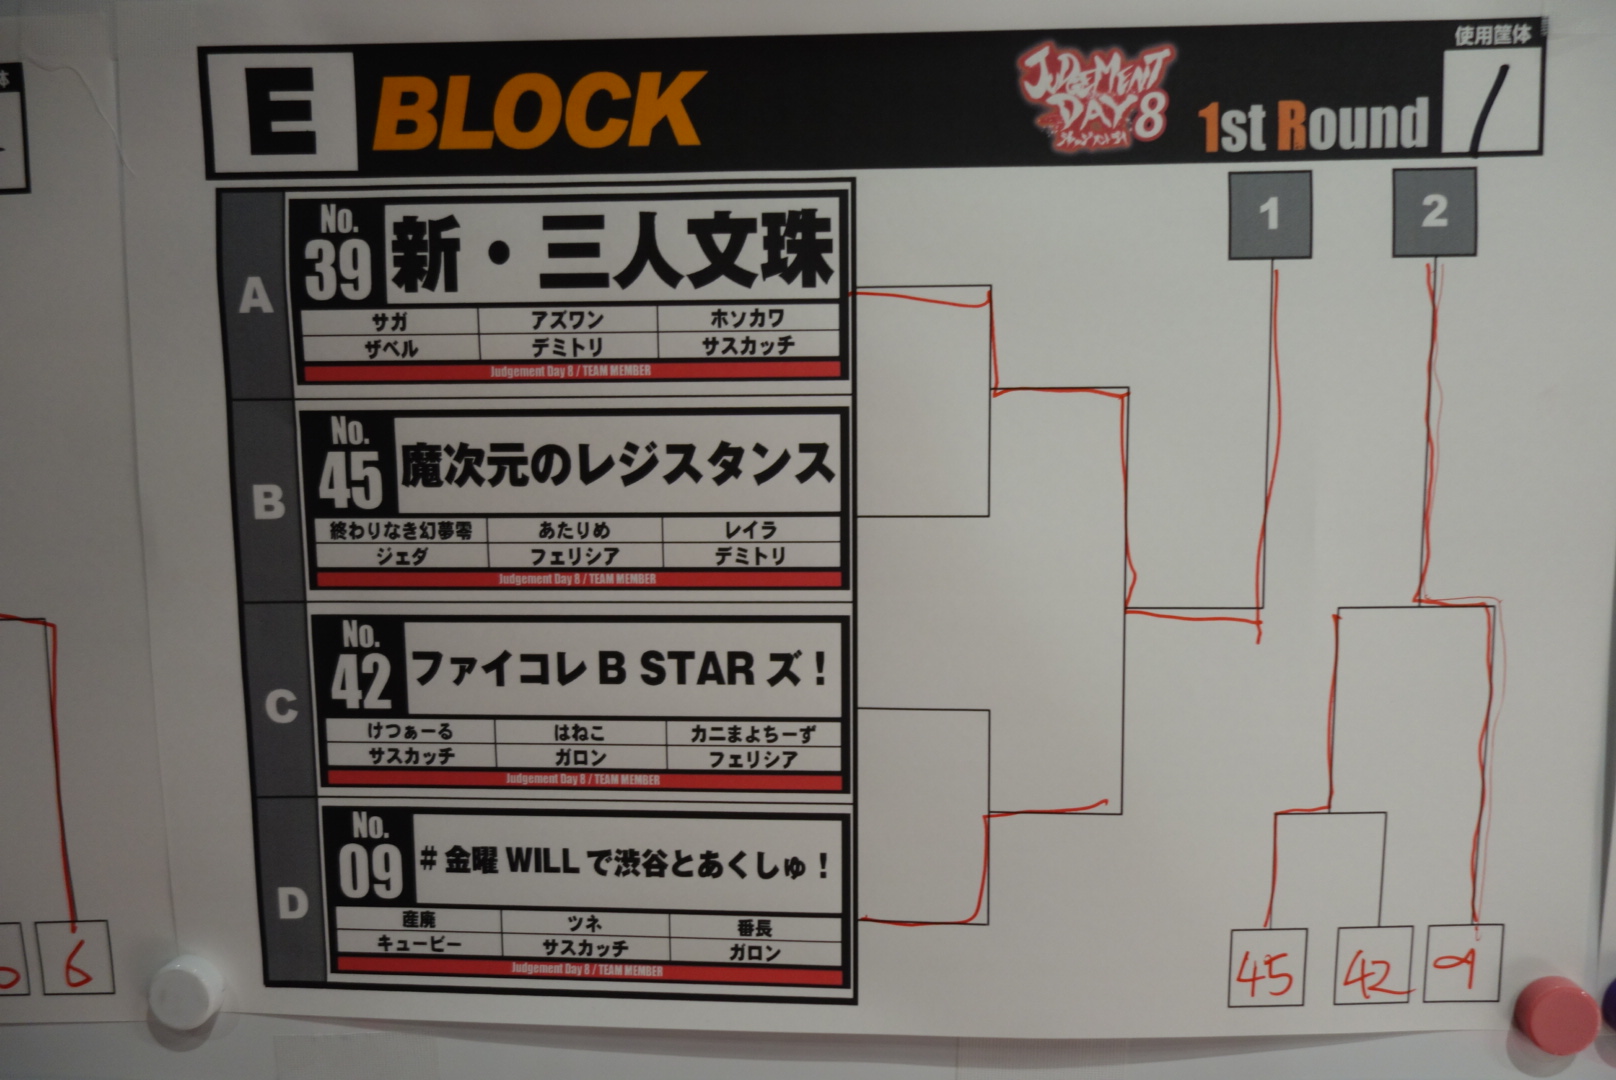 使用筐体
E BLOCK
JUDGEMENT DAY 8
1st Round
1
1
2
A
No. 39
新・三人文珠
サガ アズワン ホソカワ
ザベル デミトリ サスカッチ
Judgement Day 8 / TEAM MEMBER
B
No. 45
魔次元のレジスタンス
終わりなき幻夢零 あたりめ レイラ
ジェダ フェリシア デミトリ
Judgement Day 8 / TEAM MEMBER
C
No. 42
ファイコレ B STAR ズ！
けつぁーる はねこ カニまよちーず
サスカッチ ガロン フェリシア
Judgement Day 8 / TEAM MEMBER
D
No. 09
# 金曜 WILL で渋谷とあくしゅ！
産廃 ツネ 番長
キュービー サスカッチ ガロン
Judgement Day 8 / TEAM MEMBER
45 42 9
6
体